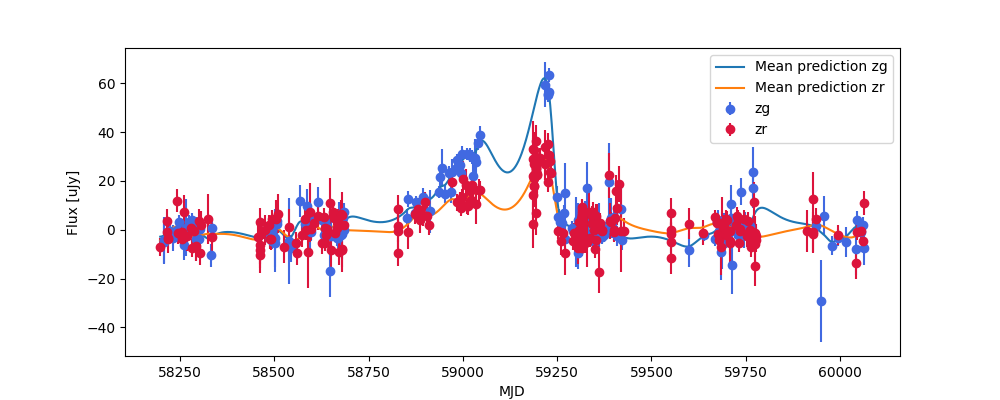 Flux [uJy]
60
40
20
0
−20
−40
58250
58500
58750
59000
59250
59500
59750
60000
MJD
Mean prediction zg
Mean prediction zr
zg
zr